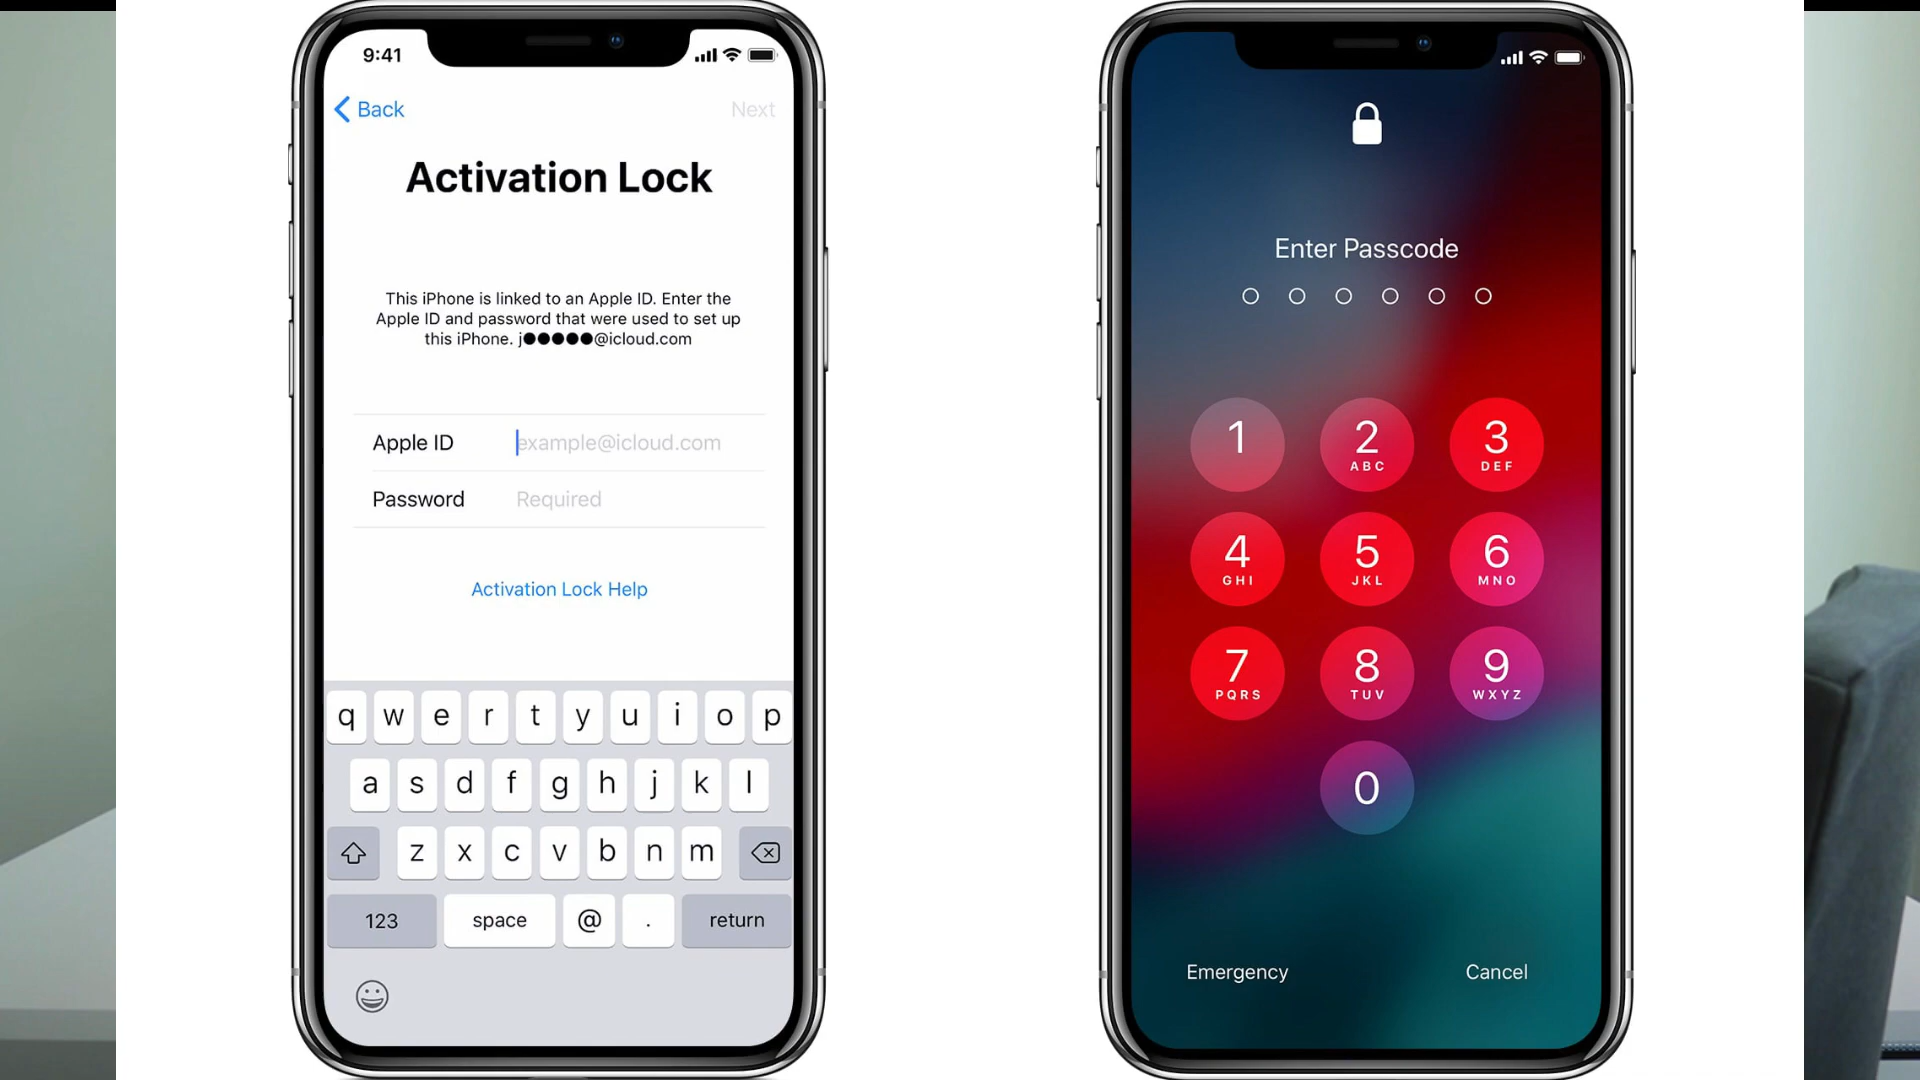 9:41
Back
Next
Activation Lock
This iPhone is linked to an Apple ID. Enter the
Apple ID and password that were used to set up
this iPhone. j●●●●●@icloud.com
Apple ID example@icloud.com
Password Required
Activation Lock Help
q w e r t y u i o p
a s d f g h j k l
z x c v b n m
123 space @ . return
Enter Passcode
1 2 3
ABC DEF
4 5 6
GHI JKL MNO
7 8 9
PQRS TUV WXYZ
0
Emergency Cancel